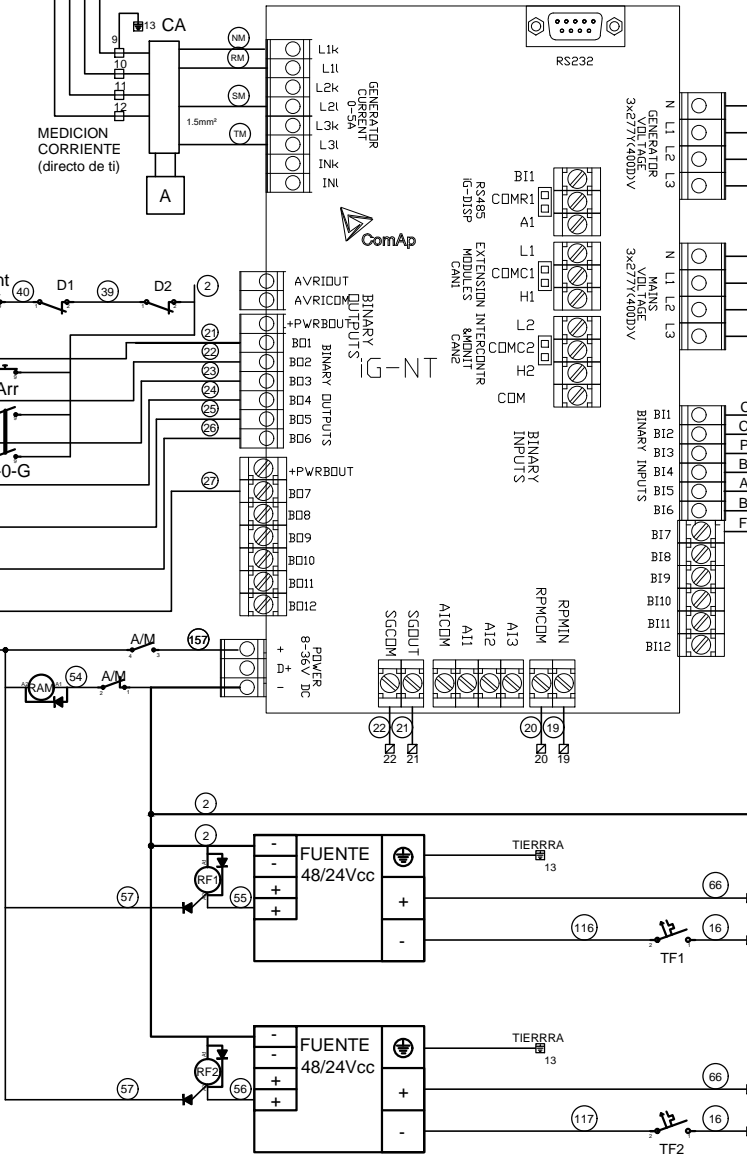 13 CA
9
10
11
12
MEDICION
CORRIENTE
(directo de ti)
1.5mm²
A
NM
RM
SM
TM
L1k
L1l
L2k
L2l
L3k
L3l
INk
INl
GENERATOR
CURRENT
0-5A
RS232
GENERATOR
VOLTAGE
3x277Y(400D)V
N
L1
L2
L3
MAINS
VOLTAGE
3x277Y(400D)V
N
L1
L2
L3
RS485
iG-DISP
BI1
COMR1
A1
EXTENSION
MODULES
CAN1
L1
COMC1
H1
INTERCONTR
&MONIT
CAN2
L2
COMC2
H2
COM
ComAp
iG-NT
nt
40
D1
39
D2
2
AVRIOUT
AVRICOM
BINARY
OUTPUTS
+PWRBOUT
21
22
23
24
25
26
BO1
BO2
BO3
BO4
BO5
BO6
BINARY OUTPUTS
Arr
-0-G
27
+PWRBOUT
BO7
BO8
BO9
BO10
BO11
BO12
BINARY
INPUTS
BINARY INPUTS
BI1
BI2
BI3
BI4
BI5
BI6
BI7
BI8
BI9
BI10
BI11
BI12
P
B
A
B
F
A/M
157
+
D+
-
POWER
8-36V DC
RAM
54
A/M
SGCOM
SGOUT
AICOM
AI1
AI2
AI3
RPMCOM
RPMIN
22
21
20
19
22
21
20
19
2
2
RF1
57
55
-
-
+
+
FUENTE
48/24Vcc
+
-
TIERRRA
13
66
116
16
TF1
RF2
57
56
-
-
+
+
FUENTE
48/24Vcc
+
-
TIERRRA
13
66
117
16
TF2